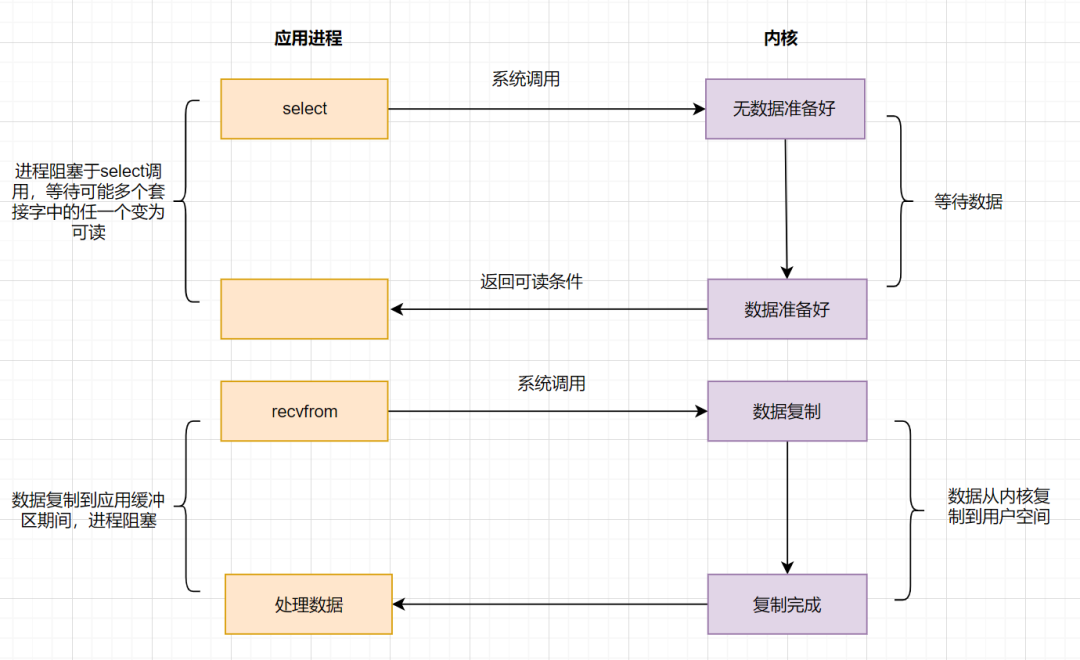 应用进程
内核
系统调用
select
无数据准备好
进程阻塞于select调
用，等待可能多个套
接字中的任一个变为
可读
等待数据
返回可读条件
数据准备好
系统调用
recvfrom
数据复制
数据复制到应用缓冲
区期间，进程阻塞
数据从内核复
制到用户空间
处理数据
复制完成